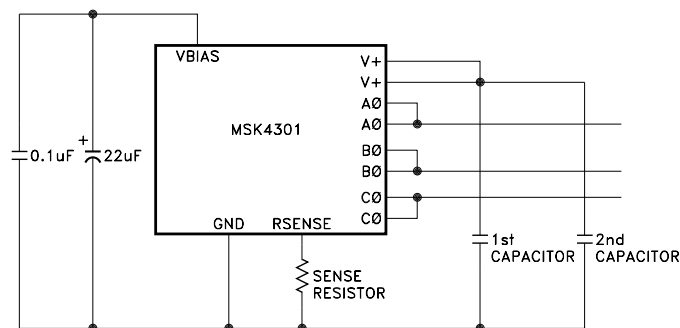 VBIAS
V+
V+
AØ
AØ
MSK4301
BØ
BØ
CØ
CØ
+
0.1uF
22uF
GND
RSENSE
SENSE
RESISTOR
1st
CAPACITOR
2nd
CAPACITOR